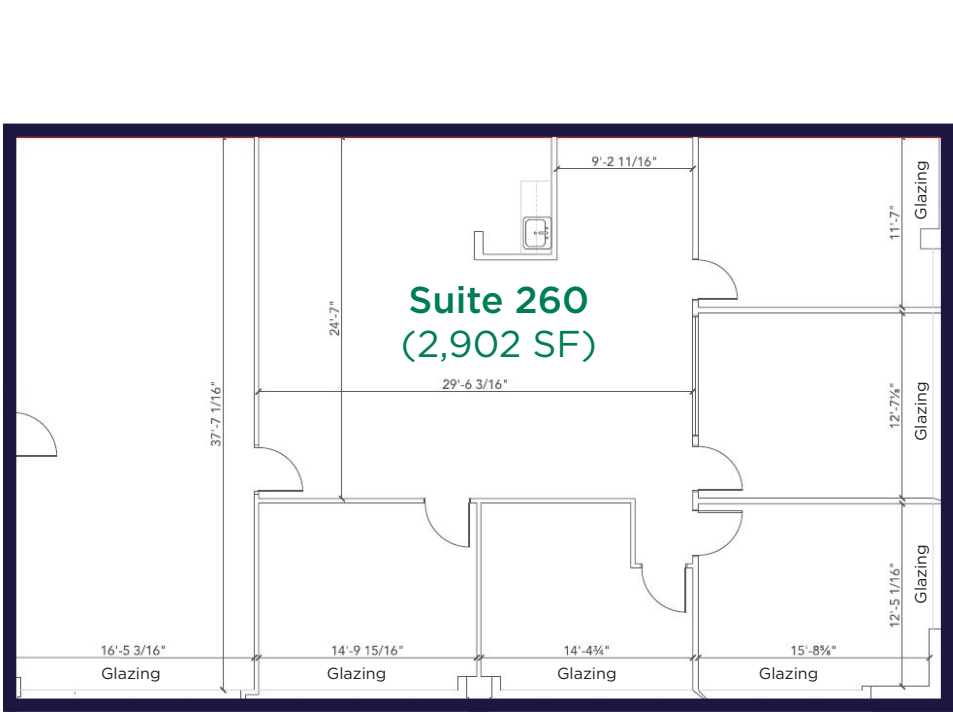 9'-2 11/16"
Glazing
11'-7"
Suite 260
(2,902 SF)
24'-7"
29'-6 3/16"
37'-7 1/16"
12'-7⅛"
Glazing
12'-5 1/16"
Glazing
16'-5 3/16"
14'-9 15/16"
14'-4¾"
15'-8⅝"
Glazing
Glazing
Glazing
Glazing